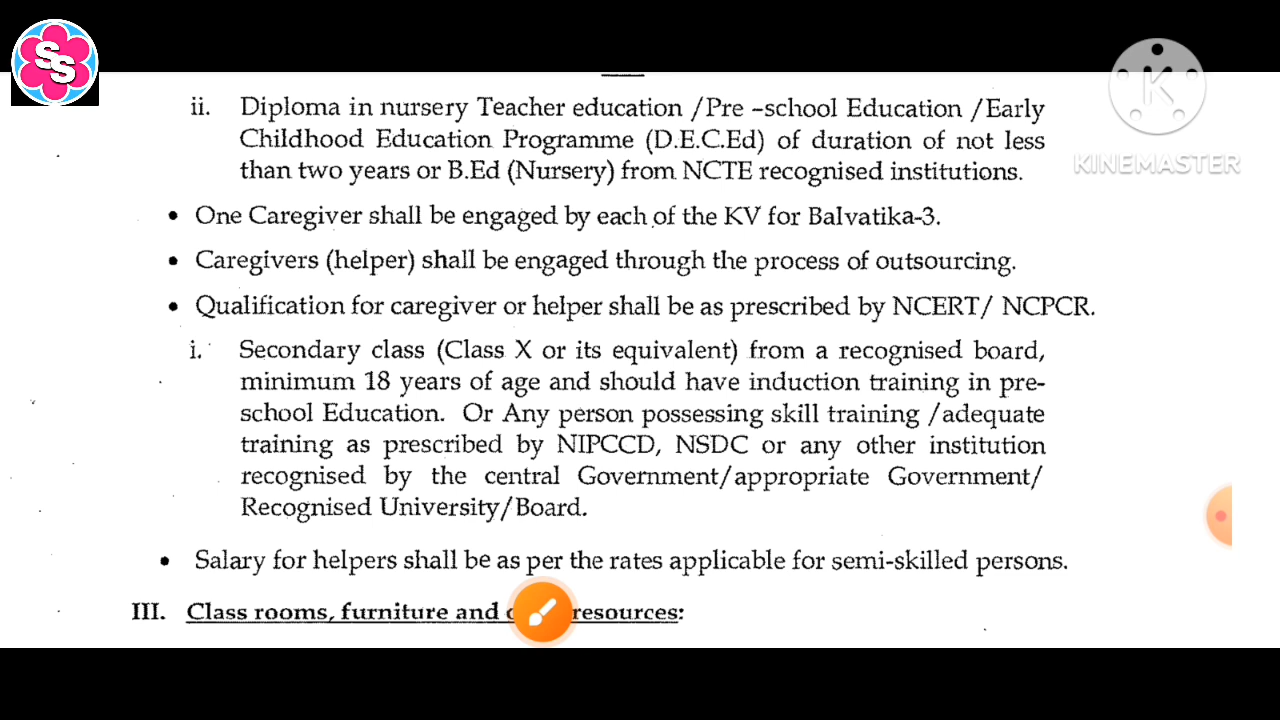 SS
KINEMASTER
ii. Diploma in nursery Teacher education /Pre –school Education /Early
Childhood Education Programme (D.E.C.Ed) of duration of not less
than two years or B.Ed (Nursery) from NCTE recognised institutions.
• One Caregiver shall be engaged by each of the KV for Balvatika-3.
• Caregivers (helper) shall be engaged through the process of outsourcing.
• Qualification for caregiver or helper shall be as prescribed by NCERT/ NCPCR.
i. Secondary class (Class X or its equivalent) from a recognised board,
minimum 18 years of age and should have induction training in pre-
school Education. Or Any person possessing skill training /adequate
training as prescribed by NIPCCD, NSDC or any other institution
recognised by the central Government/appropriate Government/
Recognised University/Board.
• Salary for helpers shall be as per the rates applicable for semi-skilled persons.
III. Class rooms, furniture and resources: